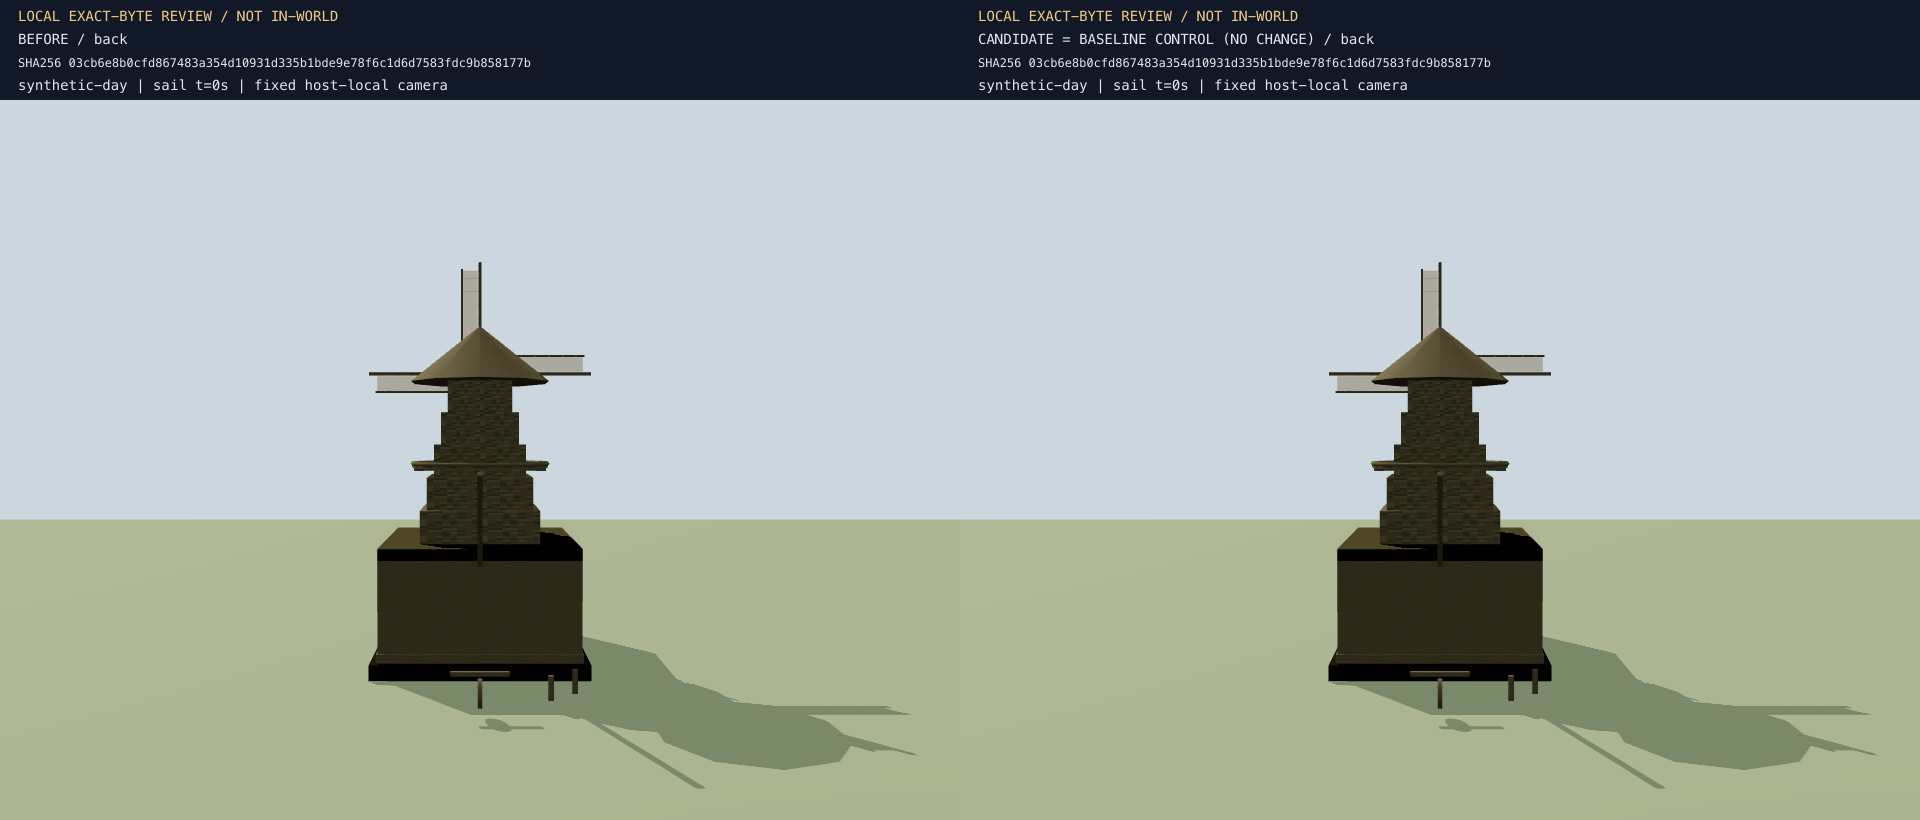 LOCAL EXACT-BYTE REVIEW / NOT IN-WORLD
BEFORE / back
SHA256 03cb6e8b0cfd867483a354d10931d335b1bde9e78f6c1d6d7583fdc9b858177b
synthetic-day | sail t=0s | fixed host-local camera
LOCAL EXACT-BYTE REVIEW / NOT IN-WORLD
CANDIDATE = BASELINE CONTROL (NO CHANGE) / back
SHA256 03cb6e8b0cfd867483a354d10931d335b1bde9e78f6c1d6d7583fdc9b858177b
synthetic-day | sail t=0s | fixed host-local camera